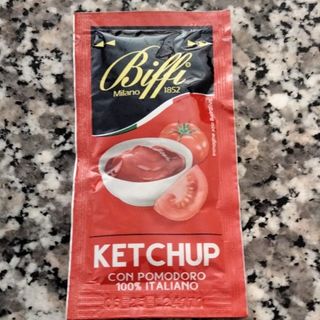 Biffi
Milano 1852
KETCHUP
CON POMODORO
100% ITALIANO